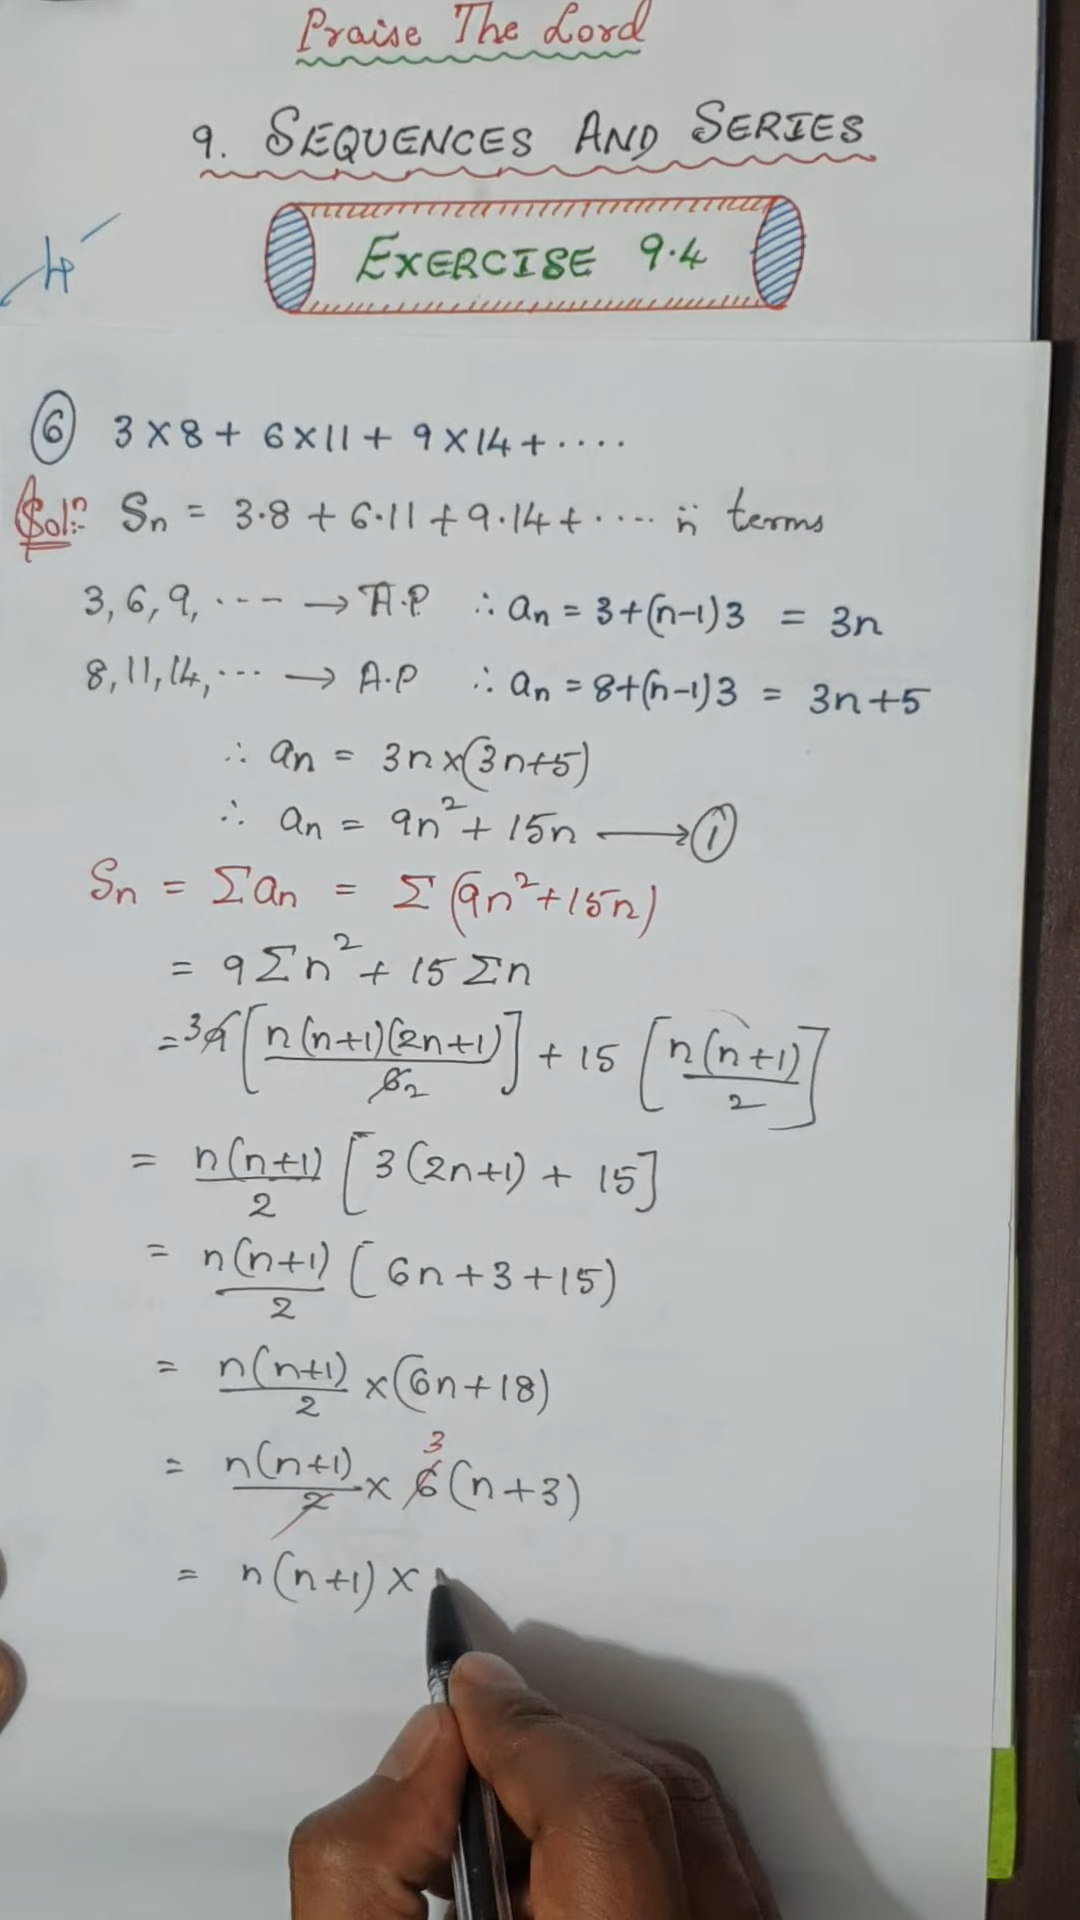 Praise The Lord
9. SEQUENCES AND SERIES
EXERCISE 9.4
⑥ 3×8 + 6×11 + 9×14 + ....
Sol:n Sn = 3·8 + 6·11 + 9·14 + .... n terms
3, 6, 9, ---- → A.P ∴ an = 3+(n-1)3 = 3n
8, 11, 14, ... → A.P ∴ an = 8+(n-1)3 = 3n+5
∴ an = 3n×(3n+5)
∴ an = 9n² + 15n → ①
Sn = Σan = Σ(9n²+15n)
= 9Σn² + 15Σn
= 3 9[n(n+1)(2n+1)/6 2] + 15[n(n+1)/2]
= n(n+1)/2 [3(2n+1) + 15]
= n(n+1)/2 [6n+3+15)
= n(n+1)/2 ×(6n+18)
= n(n+1)/2 × 6 3 (n+3)
= n(n+1) ×